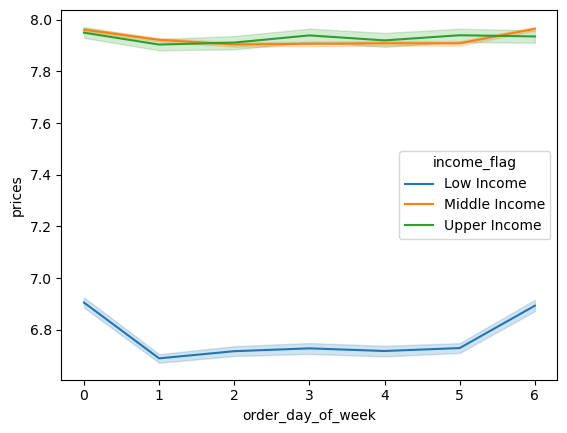 8.0
7.8
7.6
7.4
7.2
7.0
6.8
prices
income_flag
Low Income
Middle Income
Upper Income
0 1 2 3 4 5 6
order_day_of_week